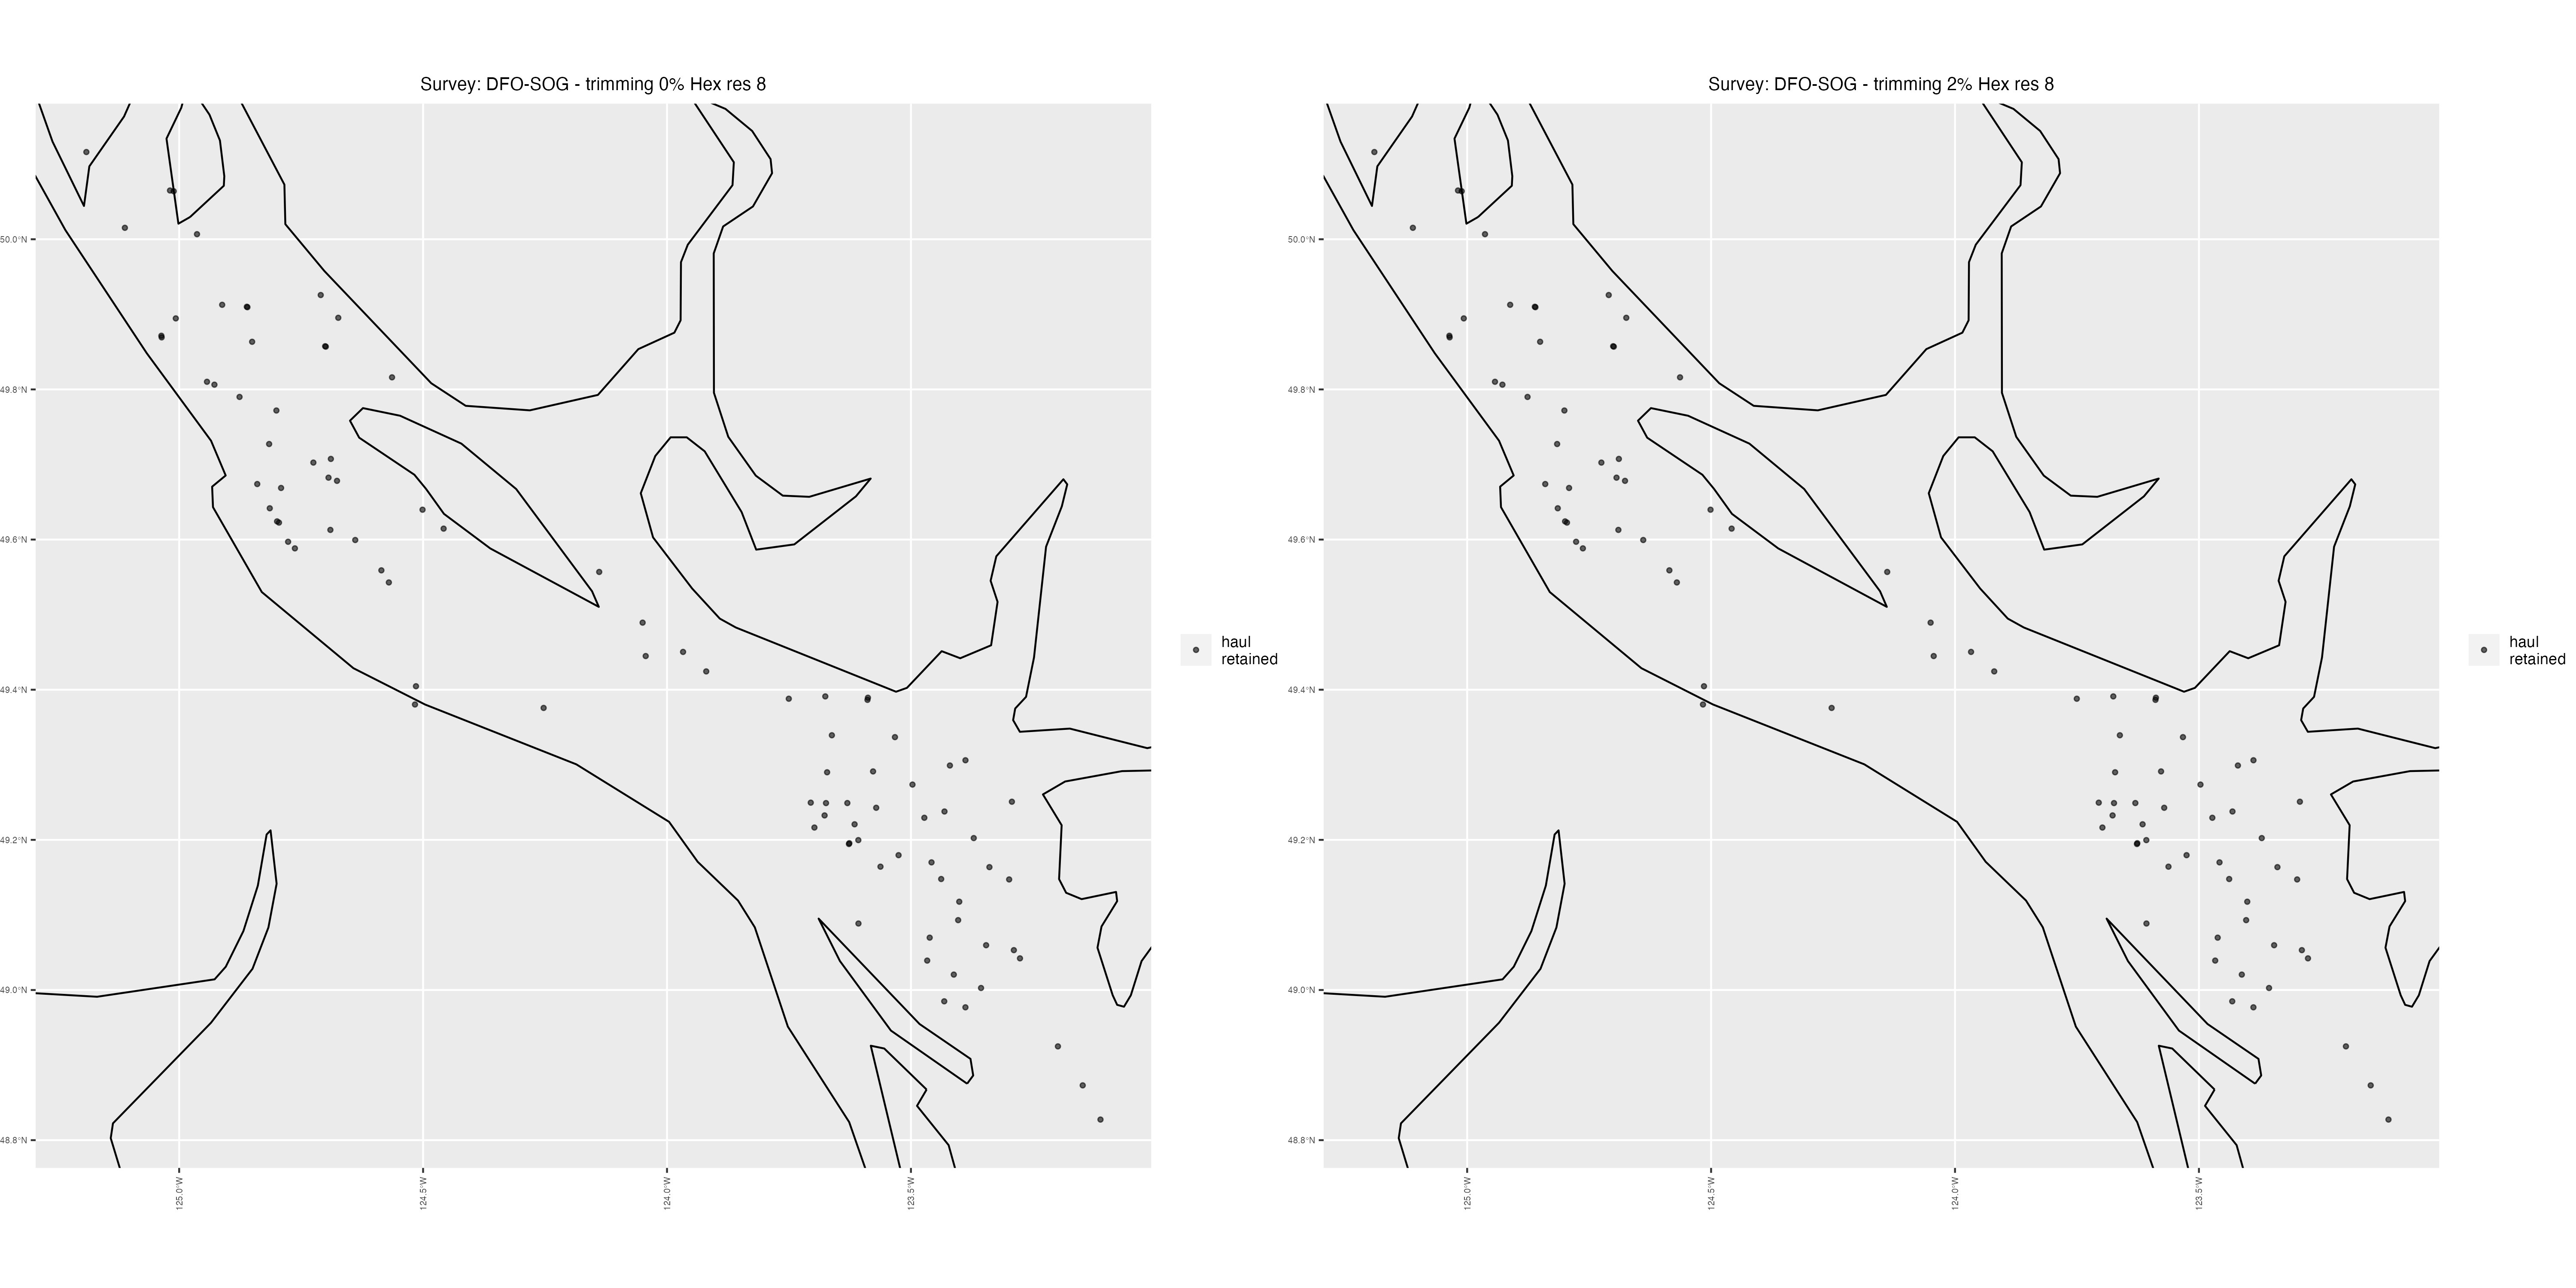 Survey: DFO-SOG - trimming 0% Hex res 8
50.0°N
49.8°N
49.6°N
49.4°N
49.2°N
49.0°N
48.8°N
125.0°W
124.5°W
124.0°W
123.5°W
haul
retained
Survey: DFO-SOG - trimming 2% Hex res 8
50.0°N
49.8°N
49.6°N
49.4°N
49.2°N
49.0°N
48.8°N
125.0°W
124.5°W
124.0°W
123.5°W
haul
retained